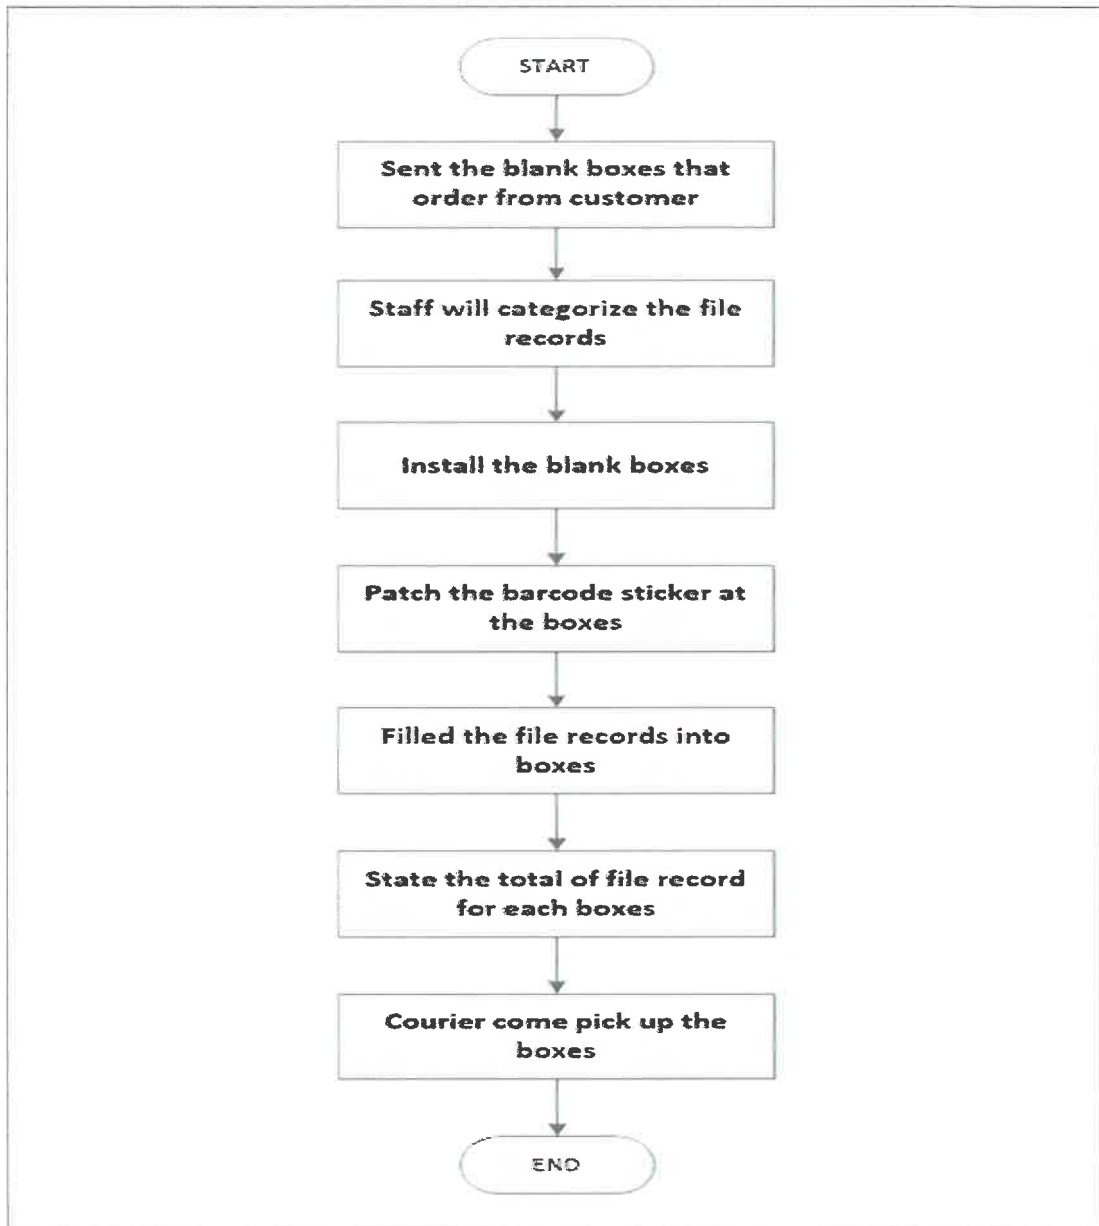 START
Sent the blank boxes that
order from customer
Staff will categorize the file
records
Install the blank boxes
Patch the barcode sticker at
the boxes
Filled the file records into
boxes
State the total of file record
for each boxes
Courier come pick up the
boxes
END